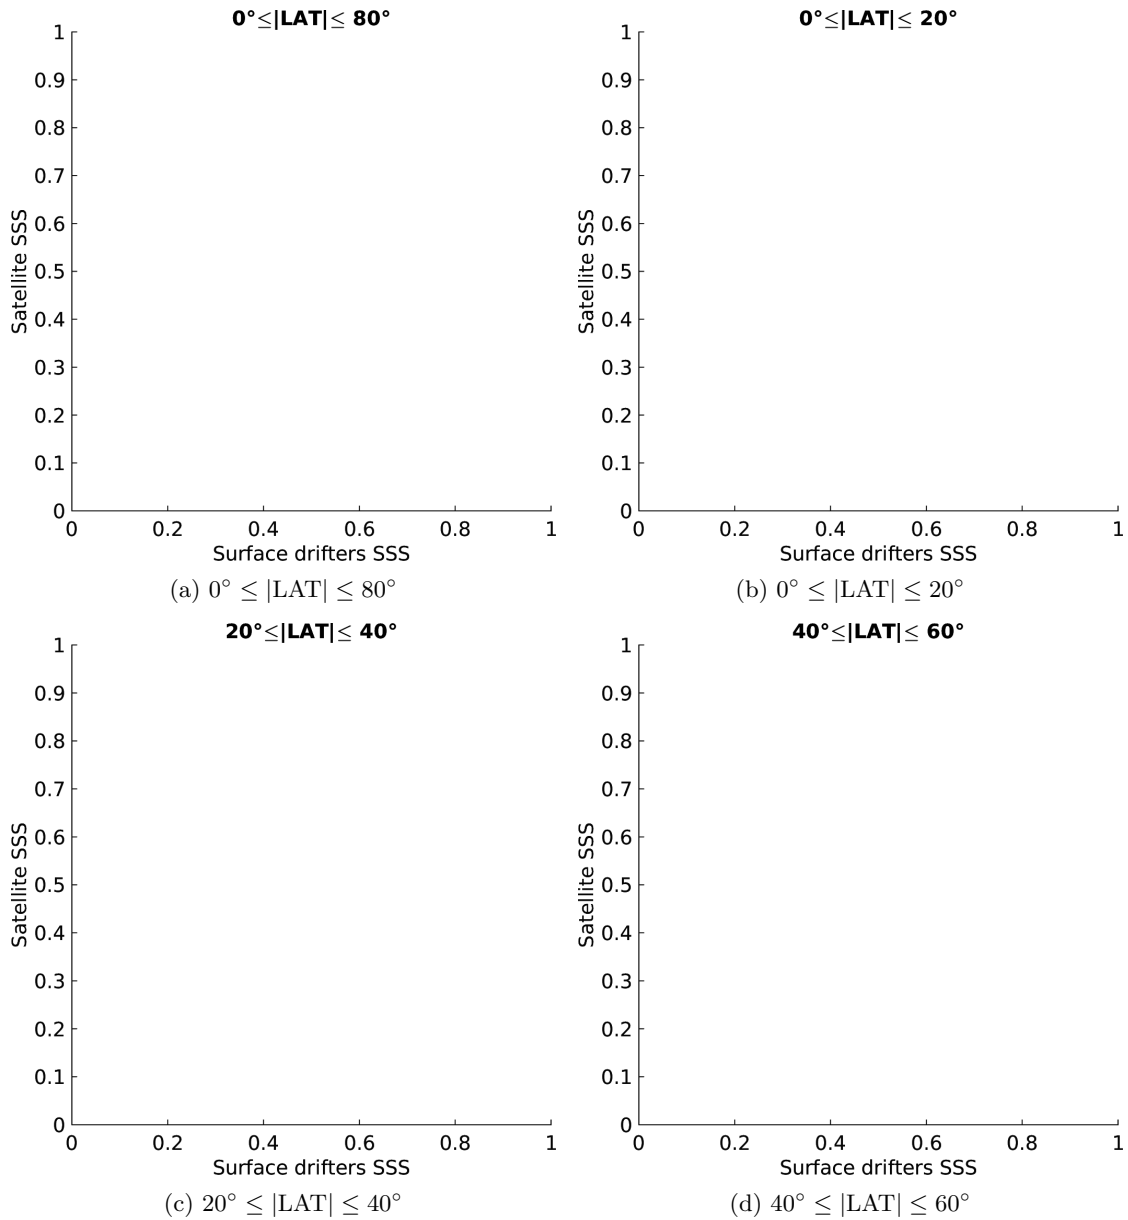 0°≤|LAT|≤ 80°
1
0.9
0.8
0.7
0.6
0.5
0.4
0.3
0.2
0.1
0
Satellite SSS
0 0.2 0.4 0.6 0.8 1
Surface drifters SSS
(a) 0° ≤ |LAT| ≤ 80°
0°≤|LAT|≤ 20°
1
0.9
0.8
0.7
0.6
0.5
0.4
0.3
0.2
0.1
0
Satellite SSS
0 0.2 0.4 0.6 0.8 1
Surface drifters SSS
(b) 0° ≤ |LAT| ≤ 20°
20°≤|LAT|≤ 40°
1
0.9
0.8
0.7
0.6
0.5
0.4
0.3
0.2
0.1
0
Satellite SSS
0 0.2 0.4 0.6 0.8 1
Surface drifters SSS
(c) 20° ≤ |LAT| ≤ 40°
40°≤|LAT|≤ 60°
1
0.9
0.8
0.7
0.6
0.5
0.4
0.3
0.2
0.1
0
Satellite SSS
0 0.2 0.4 0.6 0.8 1
Surface drifters SSS
(d) 40° ≤ |LAT| ≤ 60°